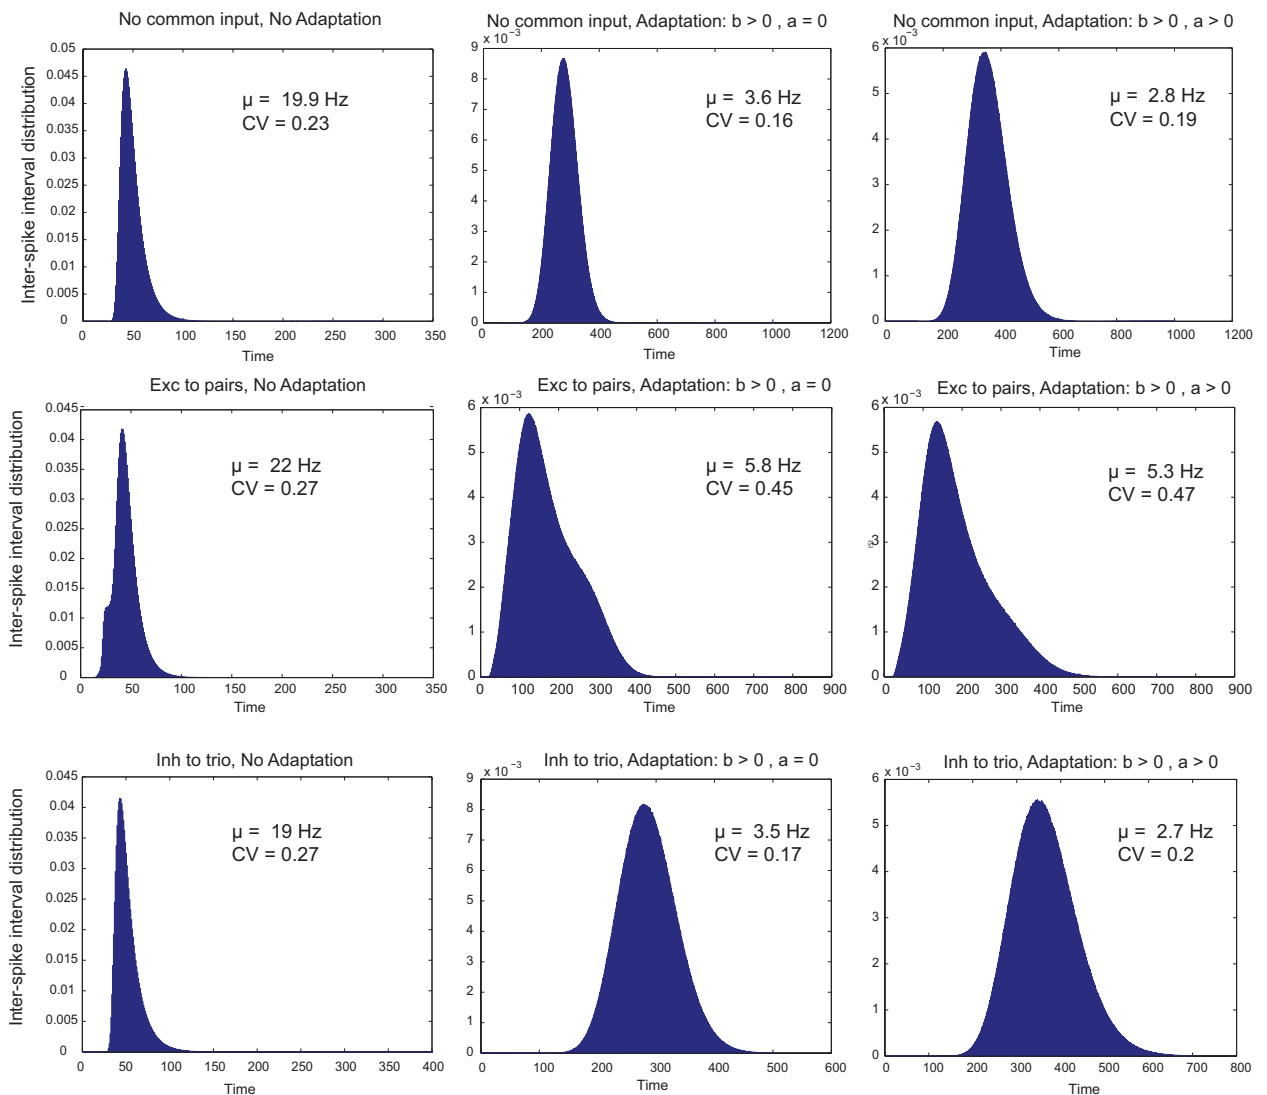 No common input, No Adaptation
Inter-spike interval distribution
0.05
0.045
0.04
0.035
0.03
0.025
0.02
0.015
0.01
0.005
0
μ = 19.9 Hz
CV = 0.23
0 50 100 150 200 250 300 350
Time
No common input, Adaptation: b > 0 , a = 0
x 10⁻³
9
8
7
6
5
4
3
2
1
0
μ = 3.6 Hz
CV = 0.16
0 200 400 600 800 1000 1200
Time
No common input, Adaptation: b > 0 , a > 0
x 10⁻³
6
5
4
3
2
1
0
μ = 2.8 Hz
CV = 0.19
0 200 400 600 800 1000 1200
Time
Exc to pairs, No Adaptation
Inter-spike interval distribution
0.045
0.04
0.035
0.03
0.025
0.02
0.015
0.01
0.005
0
μ = 22 Hz
CV = 0.27
0 50 100 150 200 250 300 350
Time
Exc to pairs, Adaptation: b > 0 , a = 0
x 10⁻³
6
5
4
3
2
1
0
μ = 5.8 Hz
CV = 0.45
0 100 200 300 400 500 600 700 800 900
Time
Exc to pairs, Adaptation: b > 0 , a > 0
x 10⁻³
6
5
4
3
2
1
0
μ = 5.3 Hz
CV = 0.47
0 100 200 300 400 500 600 700 800 900
Time
Inh to trio, No Adaptation
Inter-spike interval distribution
0.045
0.04
0.035
0.03
0.025
0.02
0.015
0.01
0.005
0
μ = 19 Hz
CV = 0.27
0 50 100 150 200 250 300 350 400
Time
Inh to trio, Adaptation: b > 0 , a = 0
x 10⁻³
9
8
7
6
5
4
3
2
1
0
μ = 3.5 Hz
CV = 0.17
0 100 200 300 400 500 600
Time
Inh to trio, Adaptation: b > 0 , a > 0
x 10⁻³
6
5
4
3
2
1
0
μ = 2.7 Hz
CV = 0.2
0 100 200 300 400 500 600 700 800
Time